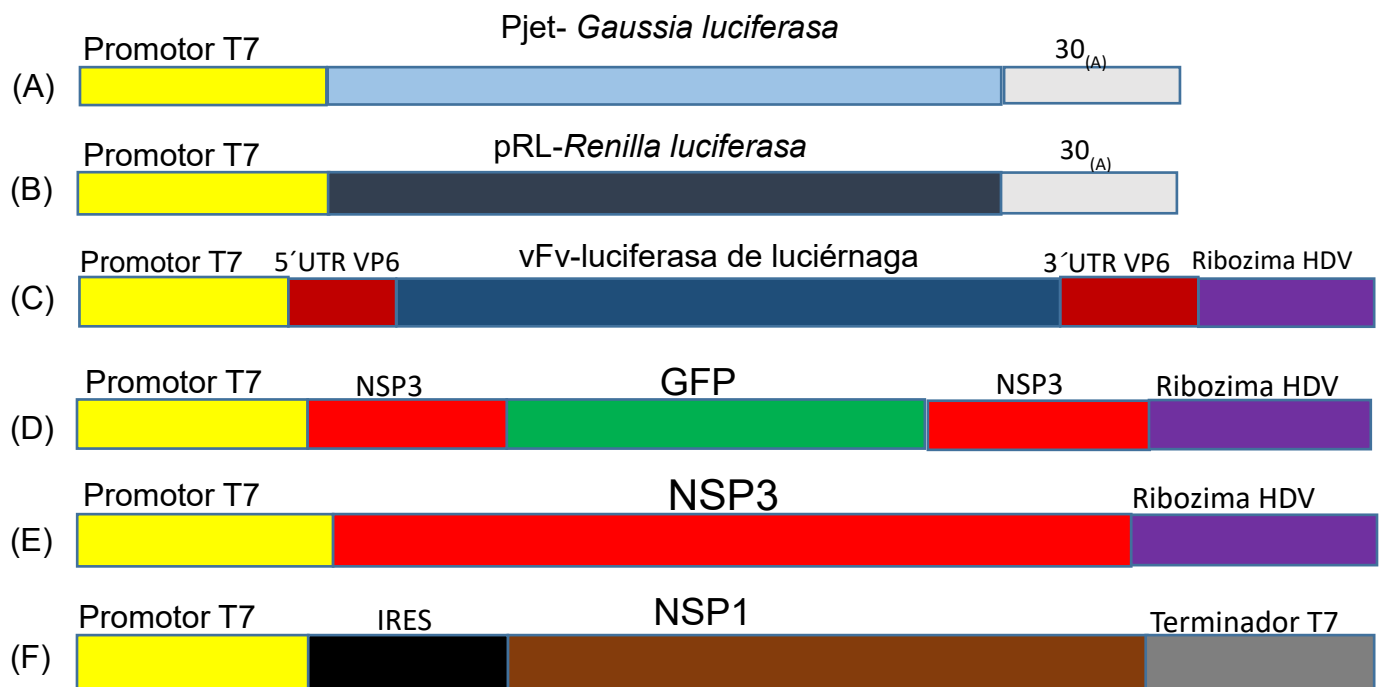 Pjet- Gaussia luciferasa
Promotor T7 30(A)
(A)
pRL-Renilla luciferasa
Promotor T7 30(A)
(B)
Promotor T7 5´UTR VP6 vFv-luciferasa de luciérnaga 3´UTR VP6 Ribozima HDV
(C)
Promotor T7 NSP3 GFP NSP3 Ribozima HDV
(D)
Promotor T7 NSP3 Ribozima HDV
(E)
Promotor T7 IRES NSP1 Terminador T7
(F)